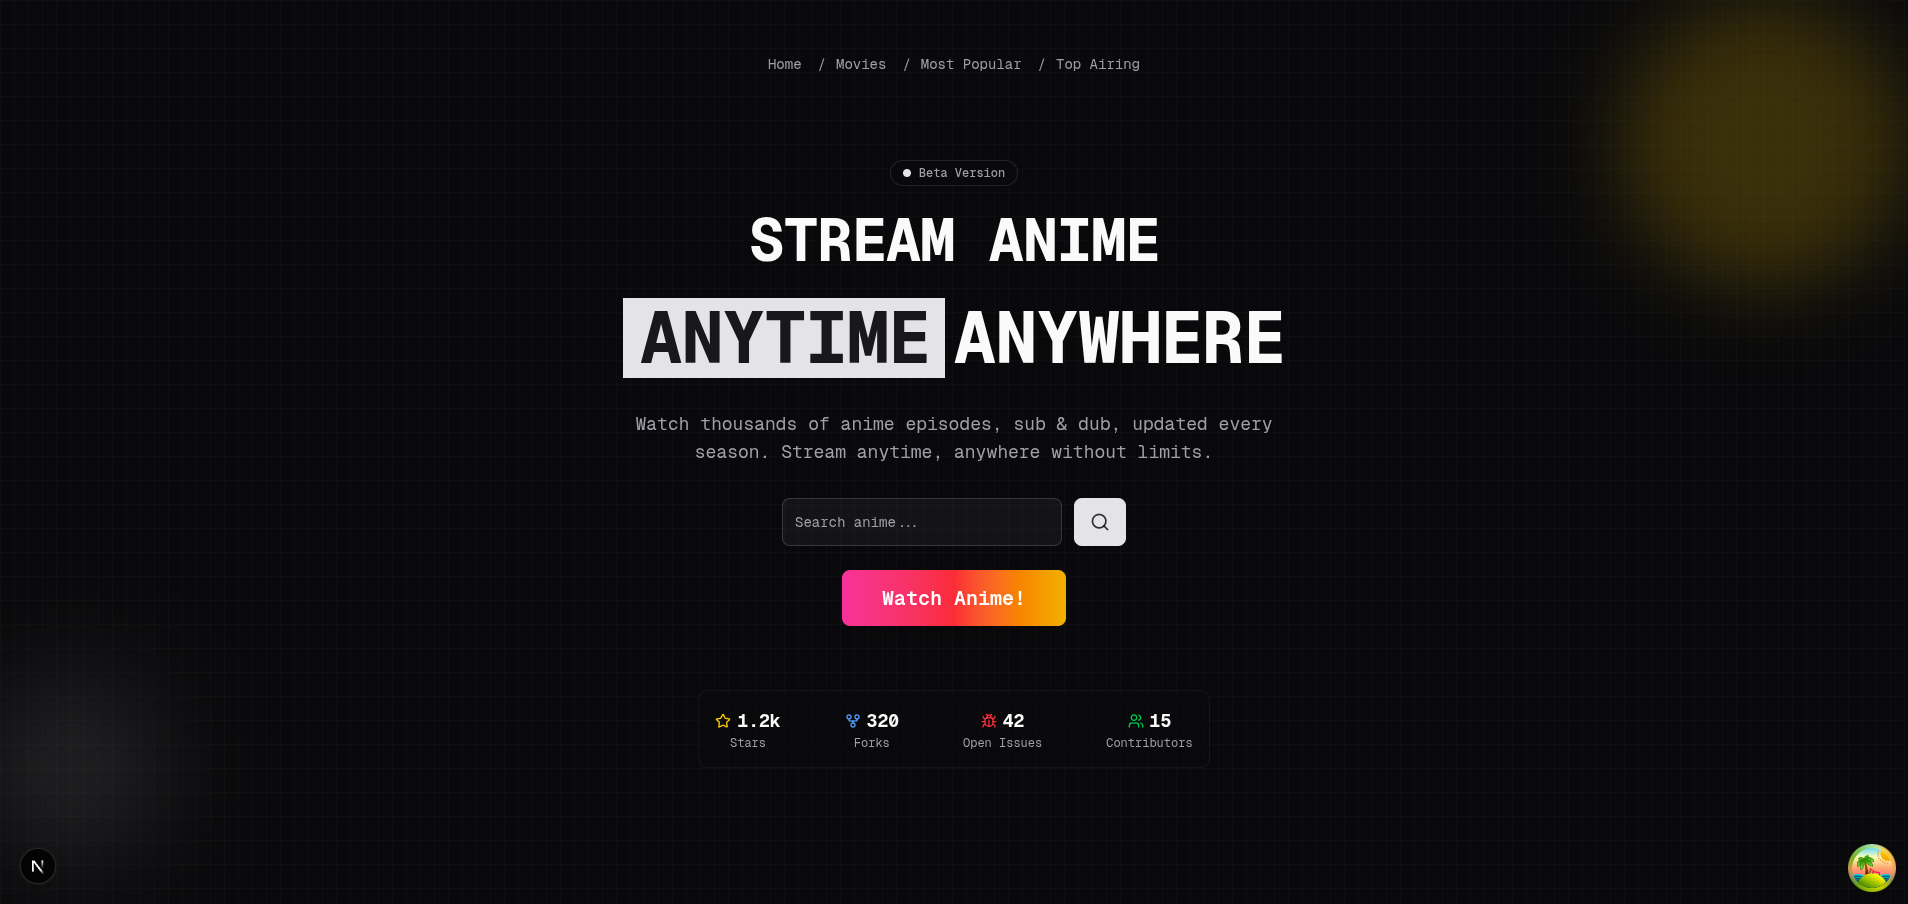 Home / Movies / Most Popular / Top Airing
Beta Version
STREAM ANIME
ANYTIME ANYWHERE
Watch thousands of anime episodes, sub & dub, updated every
season. Stream anytime, anywhere without limits.
Search anime...
Watch Anime!
1.2k
Stars
320
Forks
42
Open Issues
15
Contributors
N